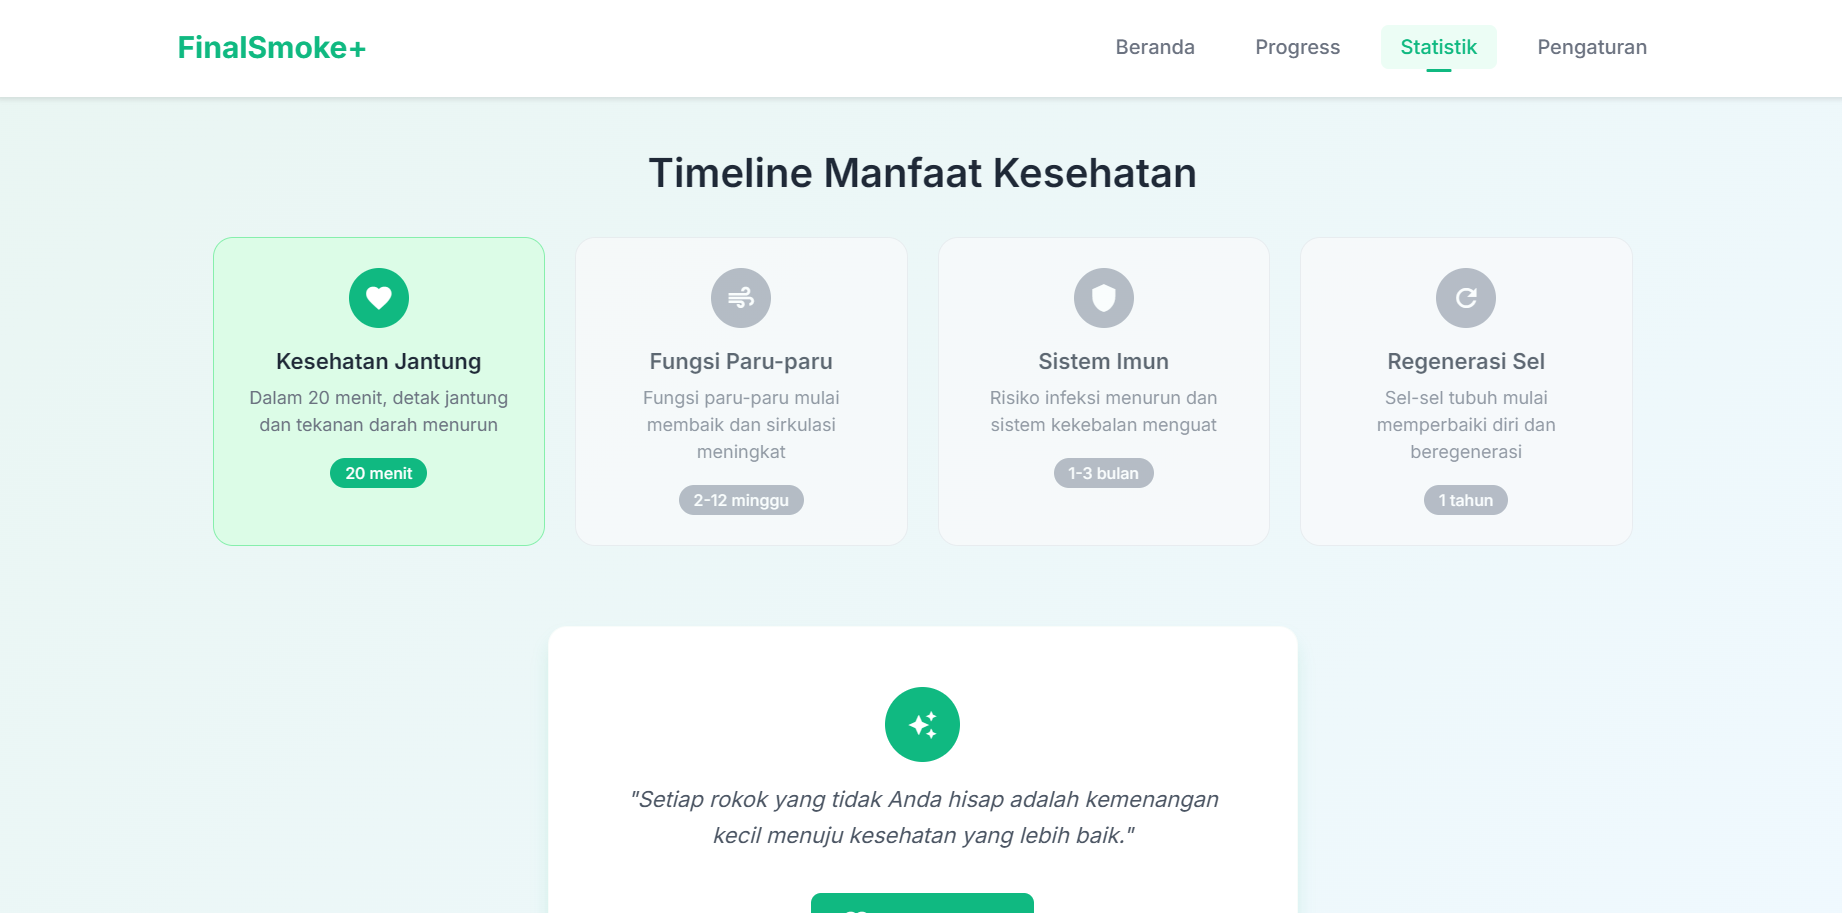 FinalSmoke+
Beranda
Progress
Statistik
Pengaturan
Timeline Manfaat Kesehatan
Kesehatan Jantung
Dalam 20 menit, detak jantung
dan tekanan darah menurun
20 menit
Fungsi Paru-paru
Fungsi paru-paru mulai
membaik dan sirkulasi
meningkat
2-12 minggu
Sistem Imun
Risiko infeksi menurun dan
sistem kekebalan menguat
1-3 bulan
Regenerasi Sel
Sel-sel tubuh mulai
memperbaiki diri dan
beregenerasi
1 tahun
"Setiap rokok yang tidak Anda hisap adalah kemenangan
kecil menuju kesehatan yang lebih baik."